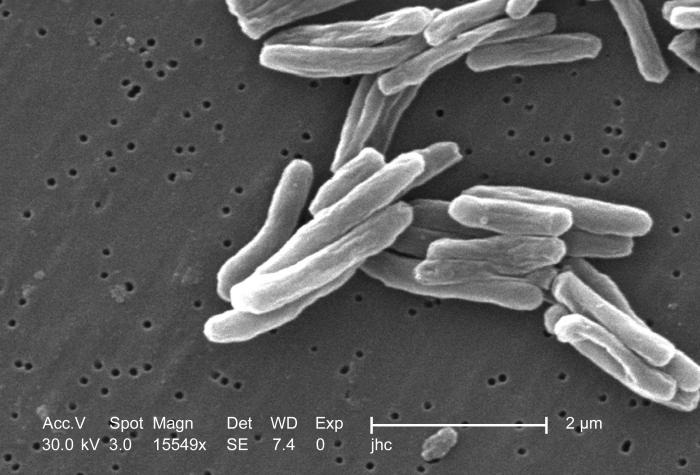 Acc.V Spot Magn Det WD Exp 2 µm
30.0 kV 3.0 15549x SE 7.4 0 jhc